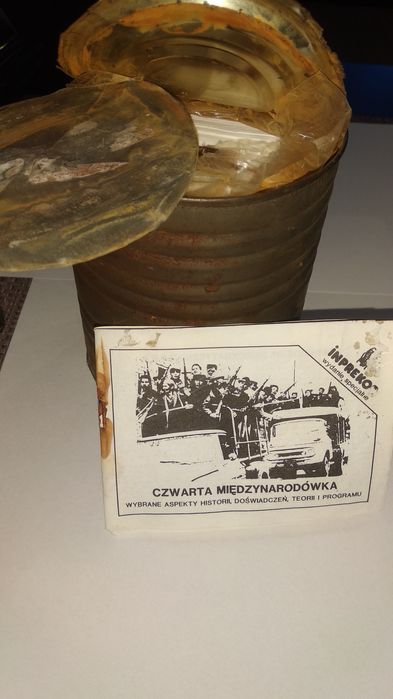 INPREKOR
wydanie specjalne
CZWARTA MIĘDZYNARODÓWKA
WYBRANE ASPEKTY HISTORII, DOŚWIADCZEŃ, TEORII I PROGRAMU